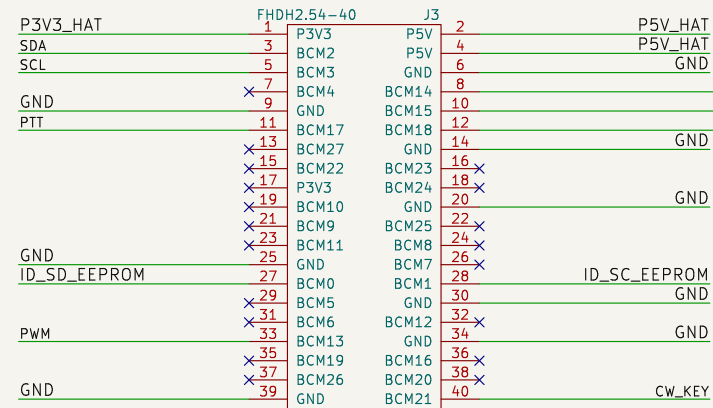 FHDH2.54-40 J3
P3V3_HAT 1 P3V3 P5V 2 P5V_HAT
SDA 3 BCM2 P5V 4 P5V_HAT
SCL 5 BCM3 GND 6 GND
7 BCM4 BCM14 8
GND 9 GND BCM15 10
PTT 11 BCM17 BCM18 12
13 BCM27 GND 14 GND
15 BCM22 BCM23 16
17 P3V3 BCM24 18
19 BCM10 GND 20 GND
21 BCM9 BCM25 22
23 BCM11 BCM8 24
GND 25 GND BCM7 26
ID_SD_EEPROM 27 BCM0 BCM1 28 ID_SC_EEPROM
29 BCM5 GND 30 GND
31 BCM6 BCM12 32
PWM 33 BCM13 GND 34 GND
35 BCM19 BCM16 36
37 BCM26 BCM20 38
GND 39 GND BCM21 40 CW_KEY